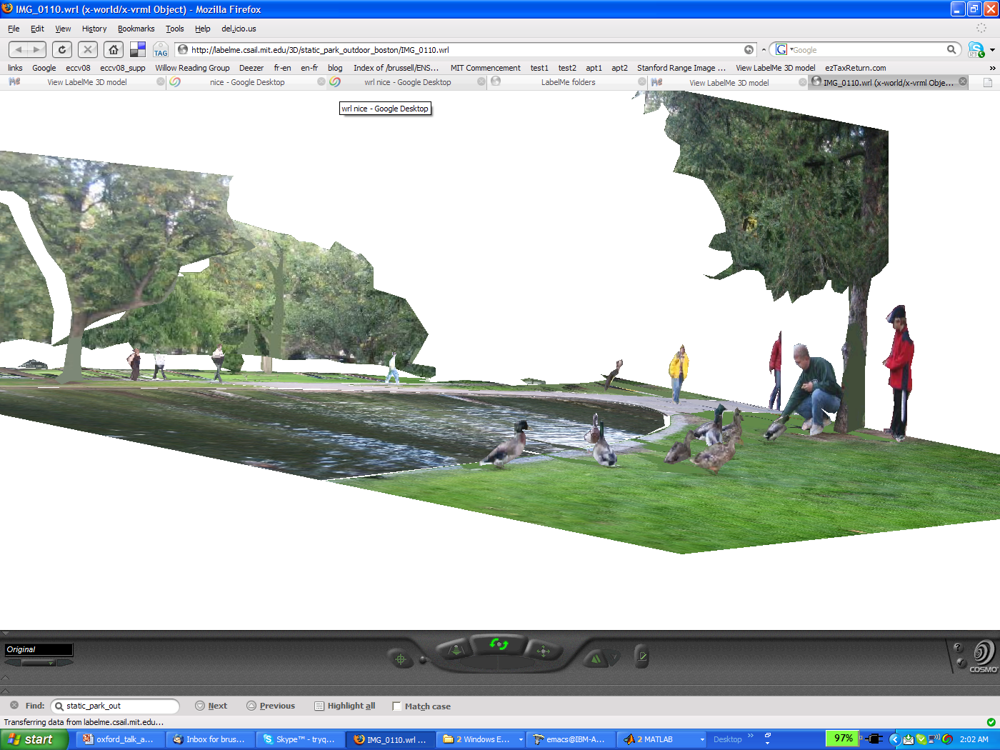 IMG_0110.wrl (x-world/x-vrml Object) - Mozilla Firefox
File Edit View History Bookmarks Tools Help del.icio.us
TAG http://labelme.csail.mit.edu/3D/static_park_outdoor_boston/IMG_0110.wrl G Google
links Google eccv08 eccv08_supp Willow Reading Group Deezer fr-en en-fr blog Index of /brussell/ENS... MIT Commencement test1 test2 apt1 apt2 Stanford Range Image ... View LabelMe 3D model ezTaxReturn.com »
View LabelMe 3D model nice - Google Desktop wrl nice - Google Desktop LabelMe folders View LabelMe 3D model IMG_0110.wrl (x-world/x-vrml Obje...
wrl nice - Google Desktop
Original
?
COSMO
Find: static_park_out Next Previous Highlight all Match case
Transferring data from labelme.csail.mit.edu...
start oxford_talk_a... Inbox for brus... Skype™ - tryq... IMG_0110.wrl ... 2 Windows E... emacs@IBM-A... 2 MATLAB Desktop » 97% 2:02 AM